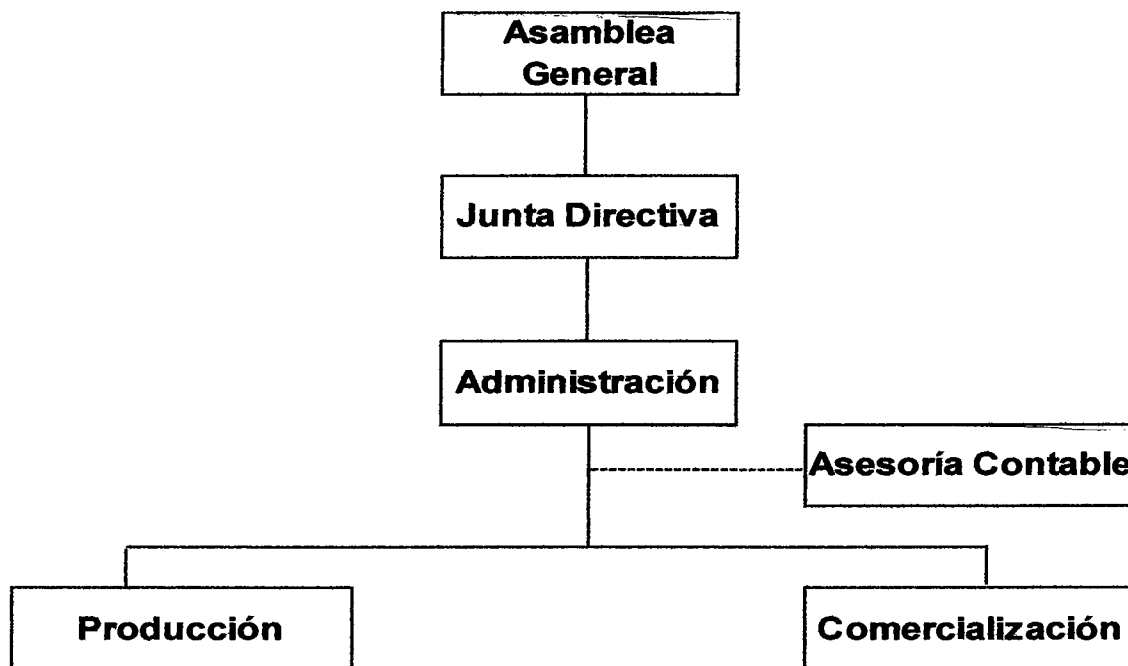 Asamblea
General
Junta Directiva
Administración
Asesoría Contable
Producción
Comercialización